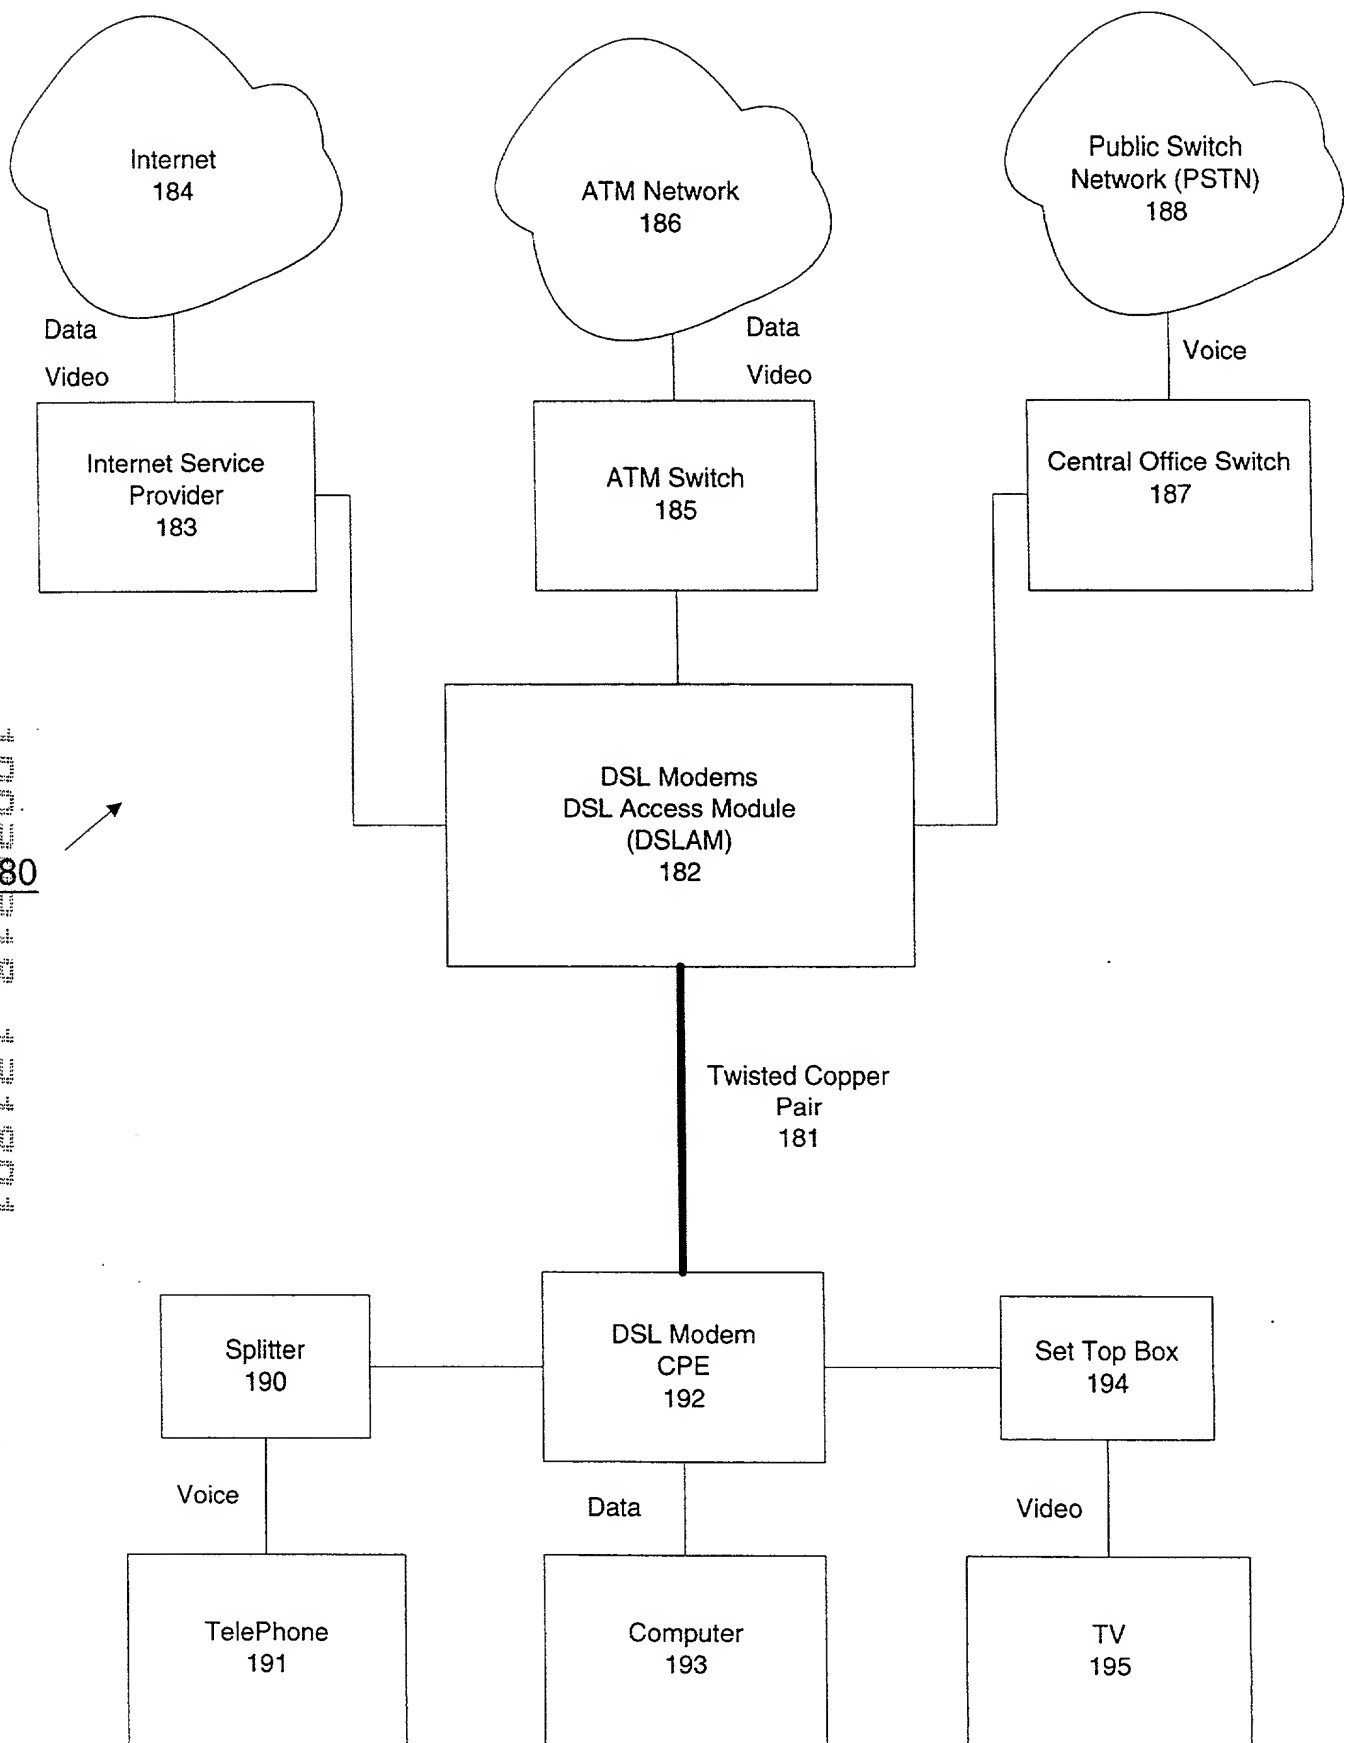 Internet
184
ATM Network
186
Public Switch
Network (PSTN)
188
Data
Video
Data
Video
Voice
Internet Service
Provider
183
ATM Switch
185
Central Office Switch
187
DSL Modems
DSL Access Module
(DSLAM)
182
80
Twisted Copper
Pair
181
Splitter
190
DSL Modem
CPE
192
Set Top Box
194
Voice
Data
Video
TelePhone
191
Computer
193
TV
195